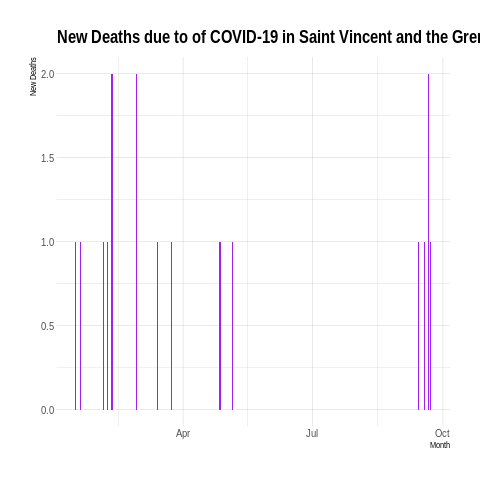 New Deaths due to of COVID-19 in Saint Vincent and the Gren
New Deaths
2.0
1.5
1.0
0.5
0.0
Apr
Jul
Oct
Month